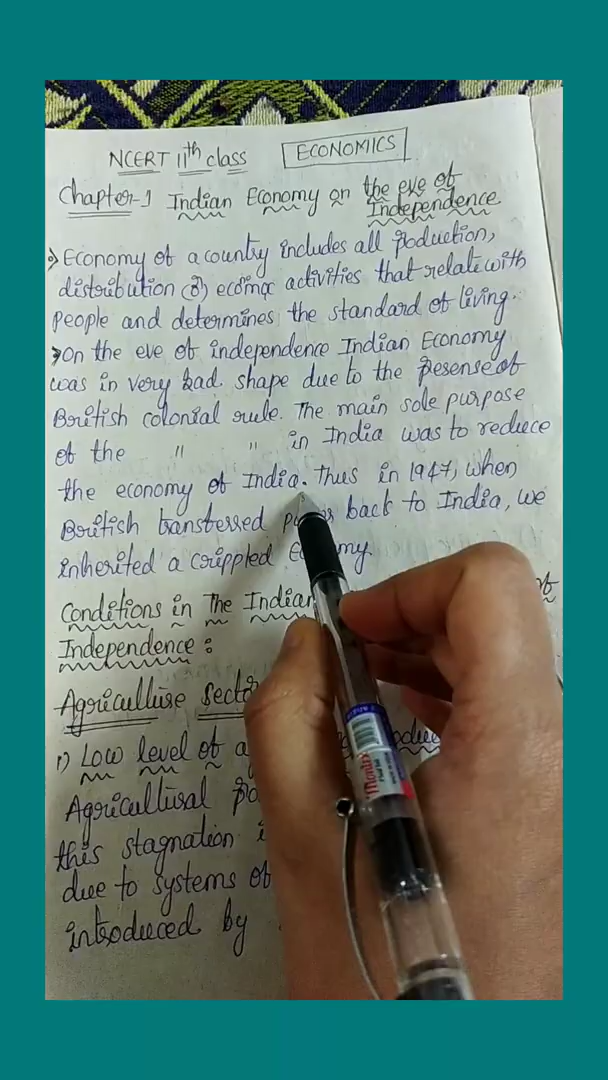 NCERT 11th class ECONOMICS
Chapter-1 Indian Economy on the eve of
Independence.
Economy of a country includes all production,
distribution (&) ecomic activities that relate with
people and determines the standard of living.
On the eve of independence Indian Economy
was in very bad. shape due to the presense of
British colonial rule. The main sole purpose
of the " " in India was to reduce
the economy of India. Thus in 1947, when
British transferred back to India, we
inherited a crippled
Conditions in The Indian of
Independence :
Agriculture
1) Low level of
Agricultural
this stagnation
due to systems of
introduced by
Montex